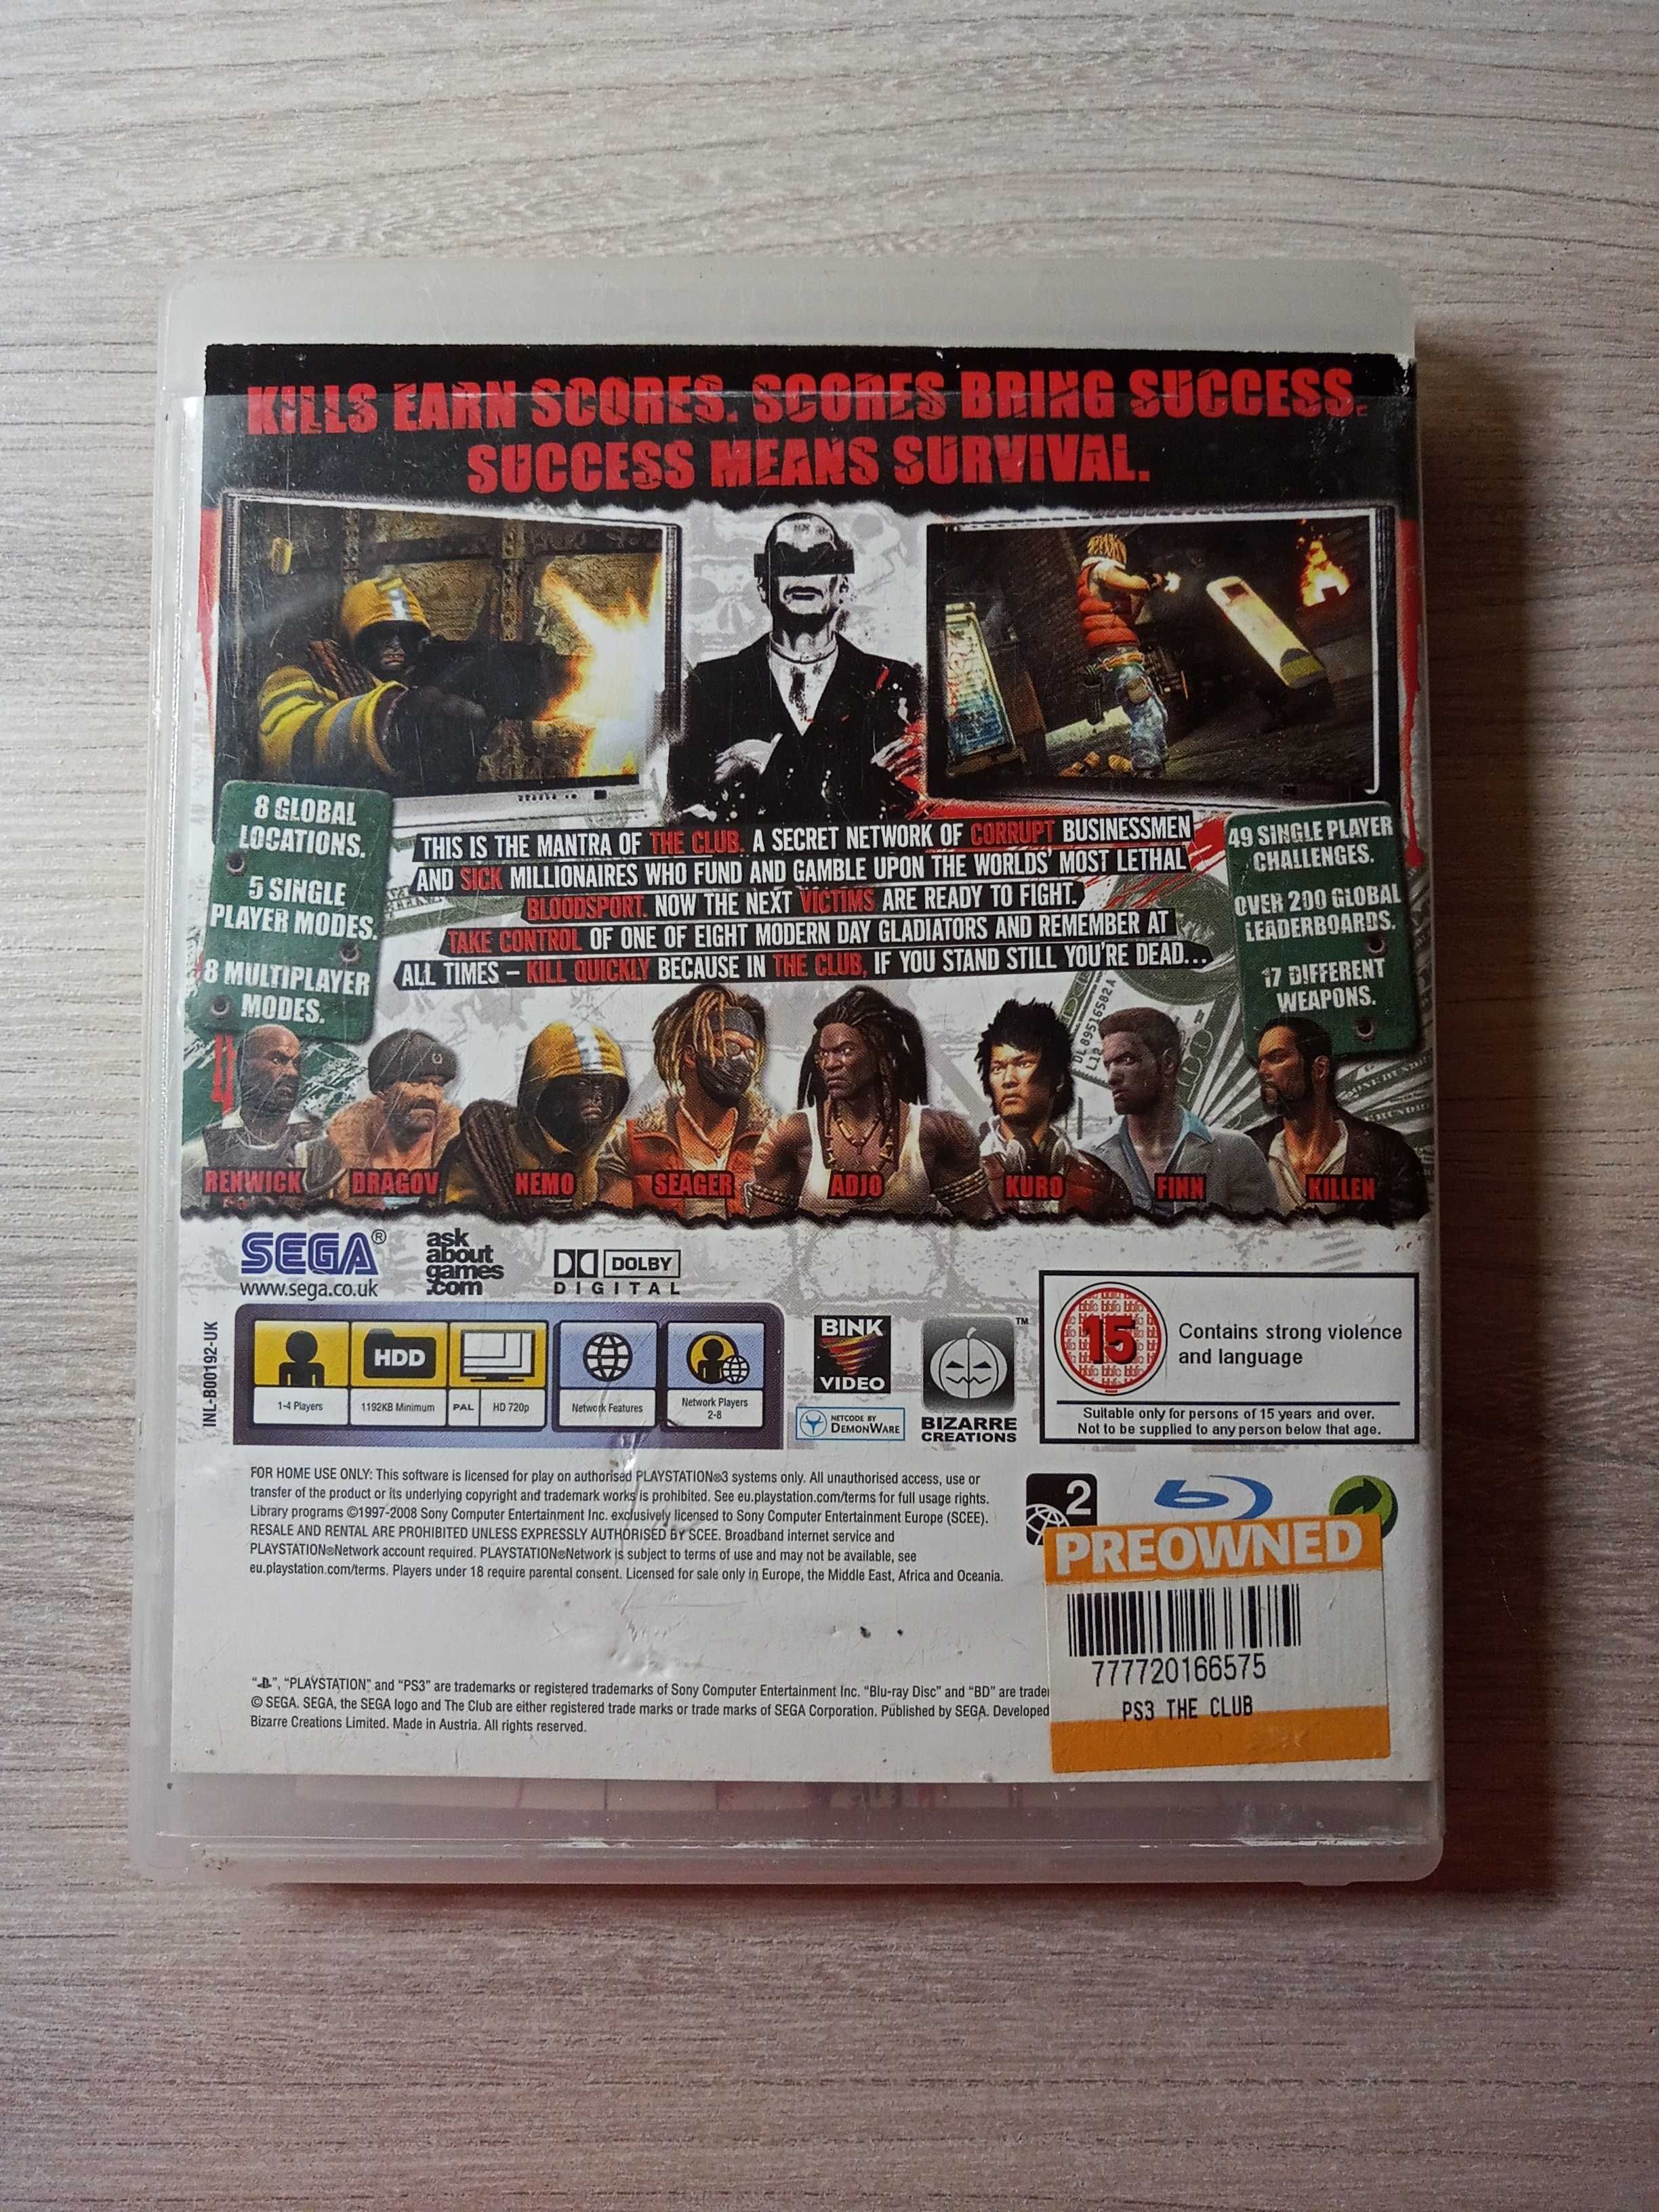 KILLS EARN SCORES. SCORES BRING SUCCESS.
SUCCESS MEANS SURVIVAL.
8 GLOBAL
LOCATIONS.
5 SINGLE
PLAYER MODES.
8 MULTIPLAYER
MODES.
THIS IS THE MANTRA OF THE CLUB. A SECRET NETWORK OF CORRUPT BUSINESSMEN
AND SICK MILLIONAIRES WHO FUND AND GAMBLE UPON THE WORLDS' MOST LETHAL
BLOODSPORT. NOW THE NEXT VICTIMS ARE READY TO FIGHT.
TAKE CONTROL OF ONE OF EIGHT MODERN DAY GLADIATORS AND REMEMBER AT
ALL TIMES – KILL QUICKLY BECAUSE IN THE CLUB, IF YOU STAND STILL YOU'RE DEAD...
49 SINGLE PLAYER
CHALLENGES.
OVER 200 GLOBAL
LEADERBOARDS.
17 DIFFERENT
WEAPONS.
DL 89516582 A
L12
RENWICK DRAGOV NEMO SEAGER ADJO KURO FINN KILLEN
SEGA®
www.sega.co.uk
ask
about
games
.com
DOLBY
DIGITAL
INL-B00192-UK
HDD
1-4 Players
1192KB Minimum
PAL
HD 720p
Network Features
Network Players
2-8
BINK
VIDEO
NETCODE BY
DEMONWARE
TM
BIZARRE
CREATIONS
15
Contains strong violence
and language
Suitable only for persons of 15 years and over.
Not to be supplied to any person below that age.
FOR HOME USE ONLY: This software is licensed for play on authorised PLAYSTATION®3 systems only. All unauthorised access, use or
transfer of the product or its underlying copyright and trademark works is prohibited. See eu.playstation.com/terms for full usage rights.
Library programs ©1997-2008 Sony Computer Entertainment Inc. exclusively licensed to Sony Computer Entertainment Europe (SCEE).
RESALE AND RENTAL ARE PROHIBITED UNLESS EXPRESSLY AUTHORISED BY SCEE. Broadband internet service and
PLAYSTATION®Network account required. PLAYSTATION®Network is subject to terms of use and may not be available, see
eu.playstation.com/terms. Players under 18 require parental consent. Licensed for sale only in Europe, the Middle East, Africa and Oceania.
2
PREOWNED
777720166575
PS3 THE CLUB
"", "PLAYSTATION" and "PS3" are trademarks or registered trademarks of Sony Computer Entertainment Inc. "Blu-ray Disc" and "BD" are trade
© SEGA. SEGA, the SEGA logo and The Club are either registered trade marks or trade marks of SEGA Corporation. Published by SEGA. Developed
Bizarre Creations Limited. Made in Austria. All rights reserved.